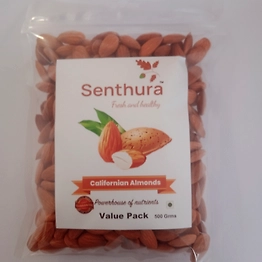 Senthura
Fresh and healthy
Californian Almonds
Powerhouse of nutrients
Value Pack 500 Grms